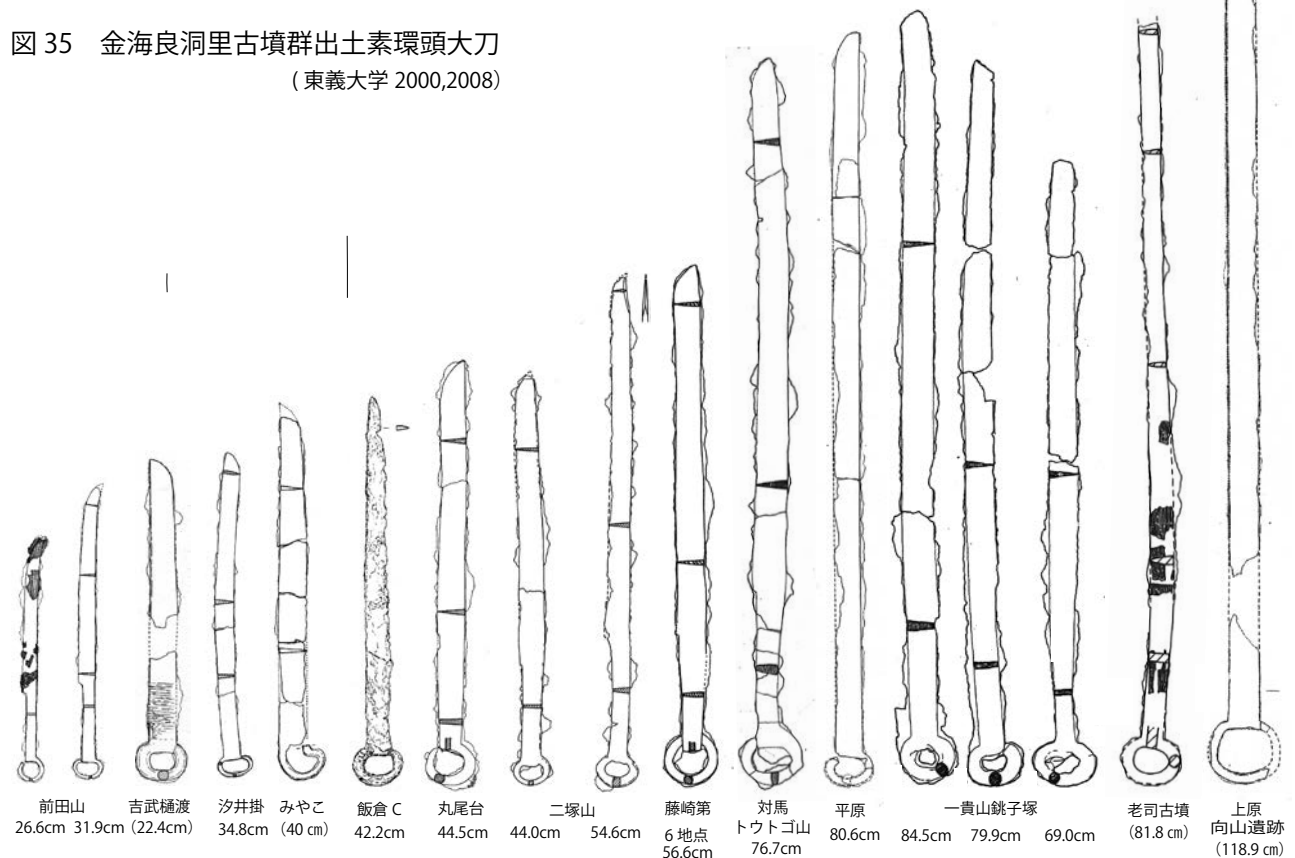 図 35 金海良洞里古墳群出土素環頭大刀
( 東義大学 2000,2008)
前田山
26.6cm 31.9cm
吉武樋渡
(22.4cm)
汐井掛
34.8cm
みやこ
(40 ㎝)
飯倉 C
42.2cm
丸尾台
44.5cm
二塚山
44.0cm 54.6cm
藤崎第
6 地点
56.6cm
対馬
トウトゴ山
76.7cm
平原
80.6cm
一貴山銚子塚
84.5cm 79.9cm 69.0cm
老司古墳
(81.8 ㎝)
上原
向山遺跡
(118.9 ㎝)